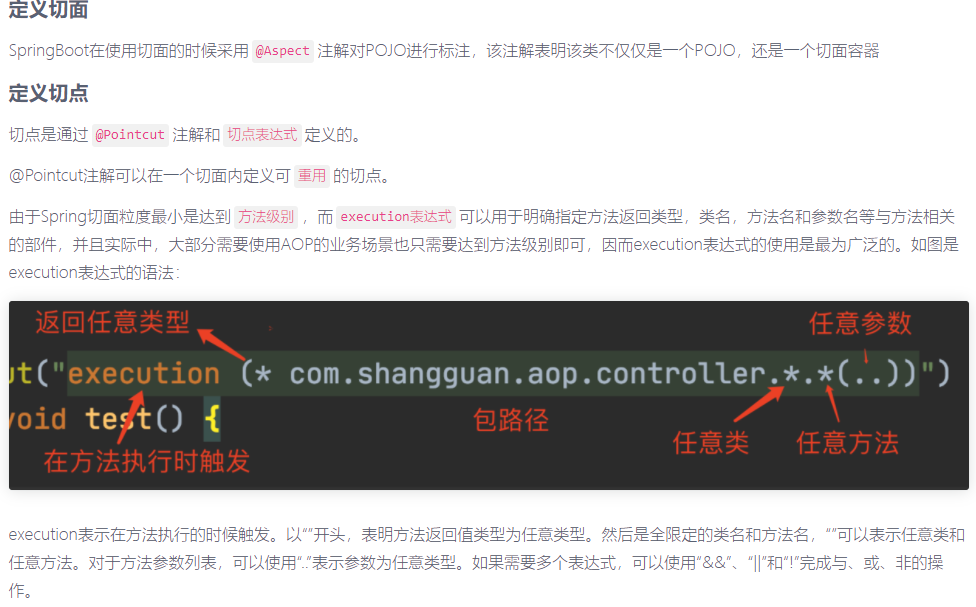 定义切面
SpringBoot在使用切面的时候采用 @Aspect 注解对POJO进行标注，该注解表明该类不仅仅是一个POJO，还是一个切面容器
定义切点
切点是通过 @Pointcut 注解和 切点表达式 定义的。
@Pointcut注解可以在一个切面内定义可 重用 的切点。
由于Spring切面粒度最小是达到 方法级别 ，而 execution表达式 可以用于明确指定方法返回类型，类名，方法名和参数名等与方法相关
的部件，并且实际中，大部分需要使用AOP的业务场景也只需要达到方法级别即可，因而execution表达式的使用是最为广泛的。如图是
execution表达式的语法：
返回任意类型 任意参数
ut("execution (* com.shangguan.aop.controller.*.*(..))")
void test() {
包路径
任意类 任意方法
在方法执行时触发
execution表示在方法执行的时候触发。以“”开头，表明方法返回值类型为任意类型。然后是全限定的类名和方法名，“”可以表示任意类和
任意方法。对于方法参数列表，可以使用“..”表示参数为任意类型。如果需要多个表达式，可以使用“&&”、“||”和“!”完成与、或、非的操
作。